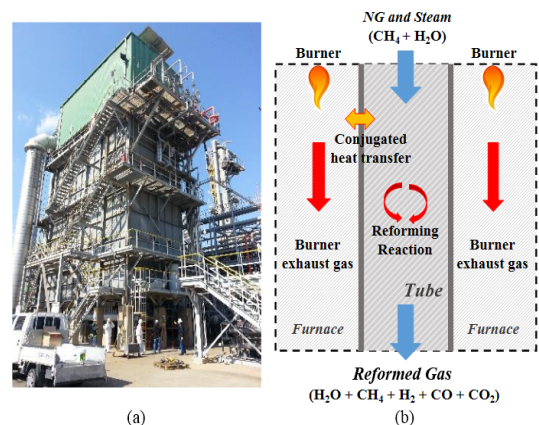 NG and Steam
(CH₄ + H₂O)
Burner
Burner
Conjugated
heat transfer
Reforming
Reaction
Burner
exhaust gas
Burner
exhaust gas
Tube
Furnace
Furnace
Reformed Gas
(H₂O + CH₄ + H₂ + CO + CO₂)
(a)
(b)